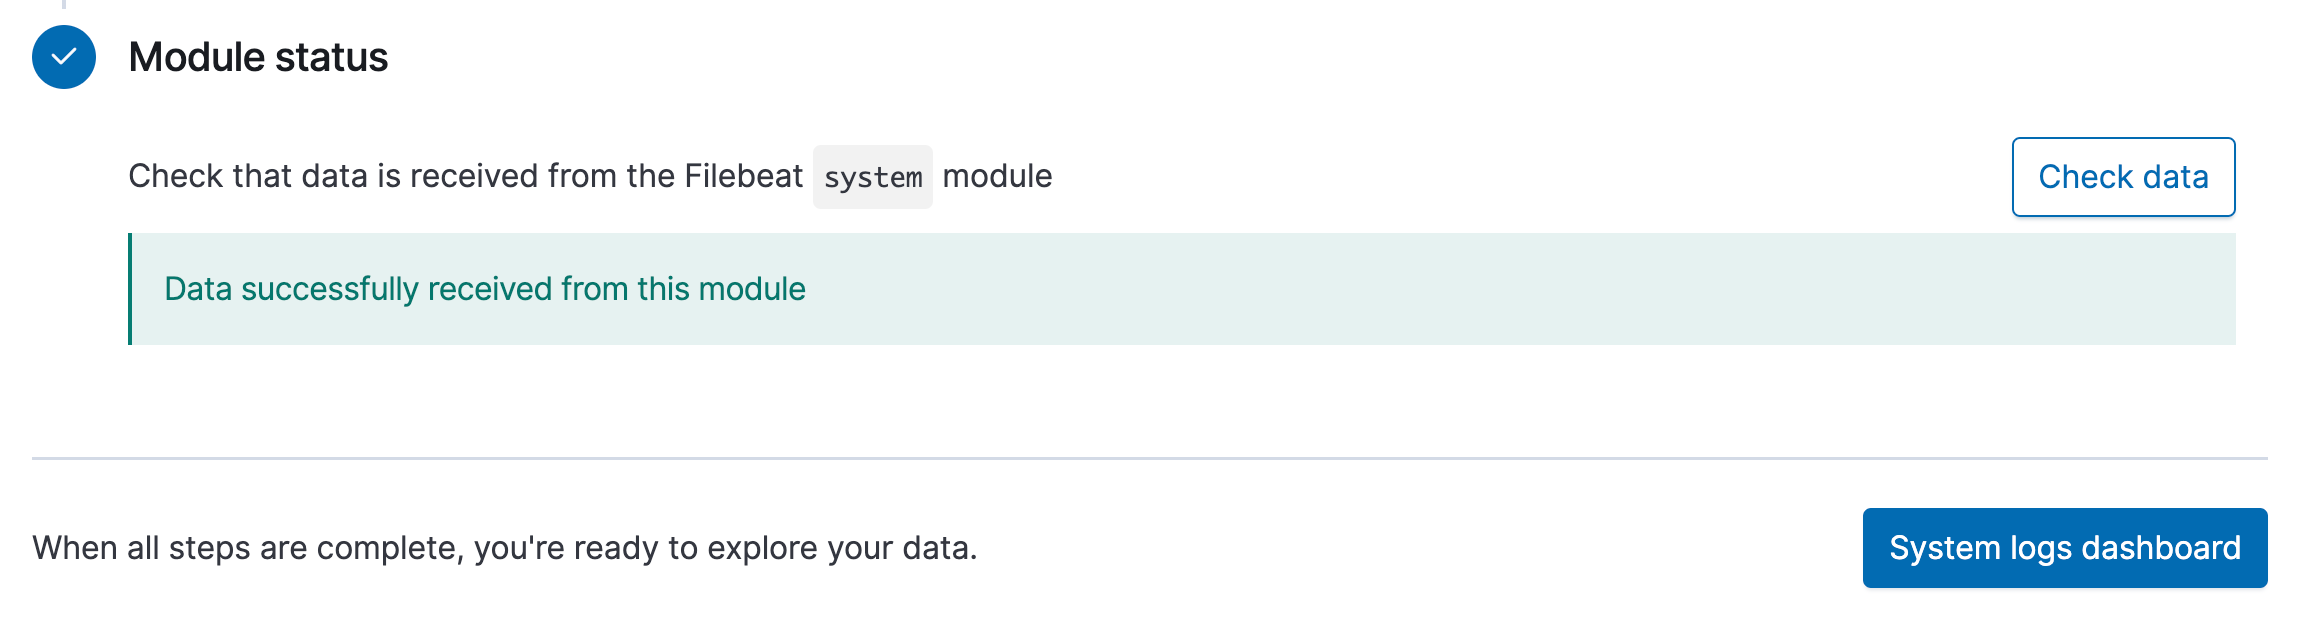 Module status
Check that data is received from the Filebeat system module
Check data
Data successfully received from this module
When all steps are complete, you're ready to explore your data.
System logs dashboard